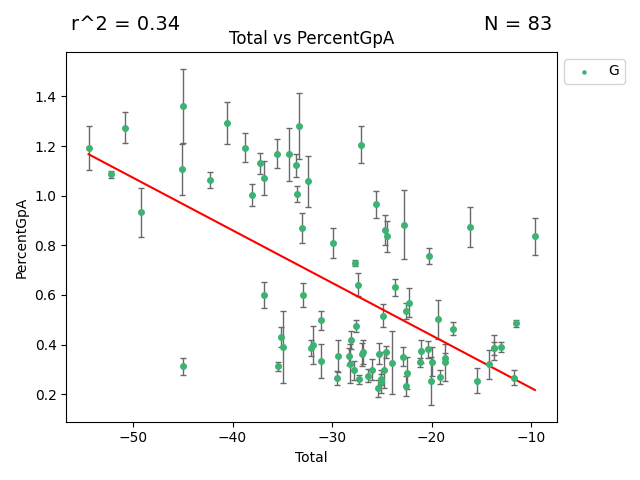 r^2 = 0.34
N = 83
Total vs PercentGpA
G
1.4
1.2
1.0
0.8
0.6
0.4
0.2
PercentGpA
−50
−40
−30
−20
−10
Total